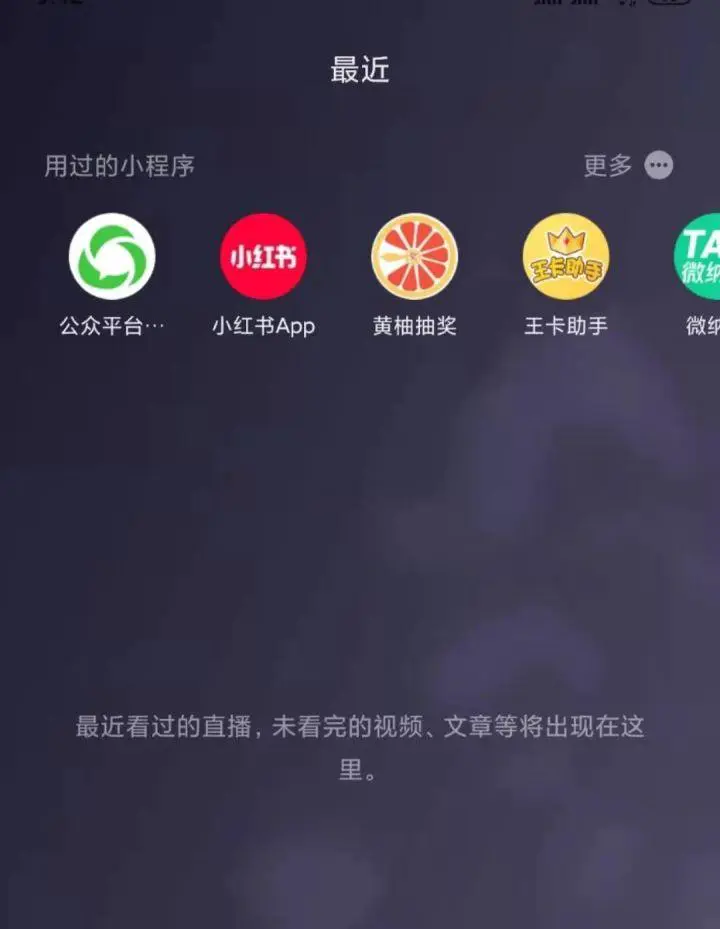 最近
用过的小程序 更多
小红书 王卡助手 TA
微纳
公众平台… 小红书App 黄柚抽奖 王卡助手 微纳
最近看过的直播，未看完的视频、文章等将出现在这
里。